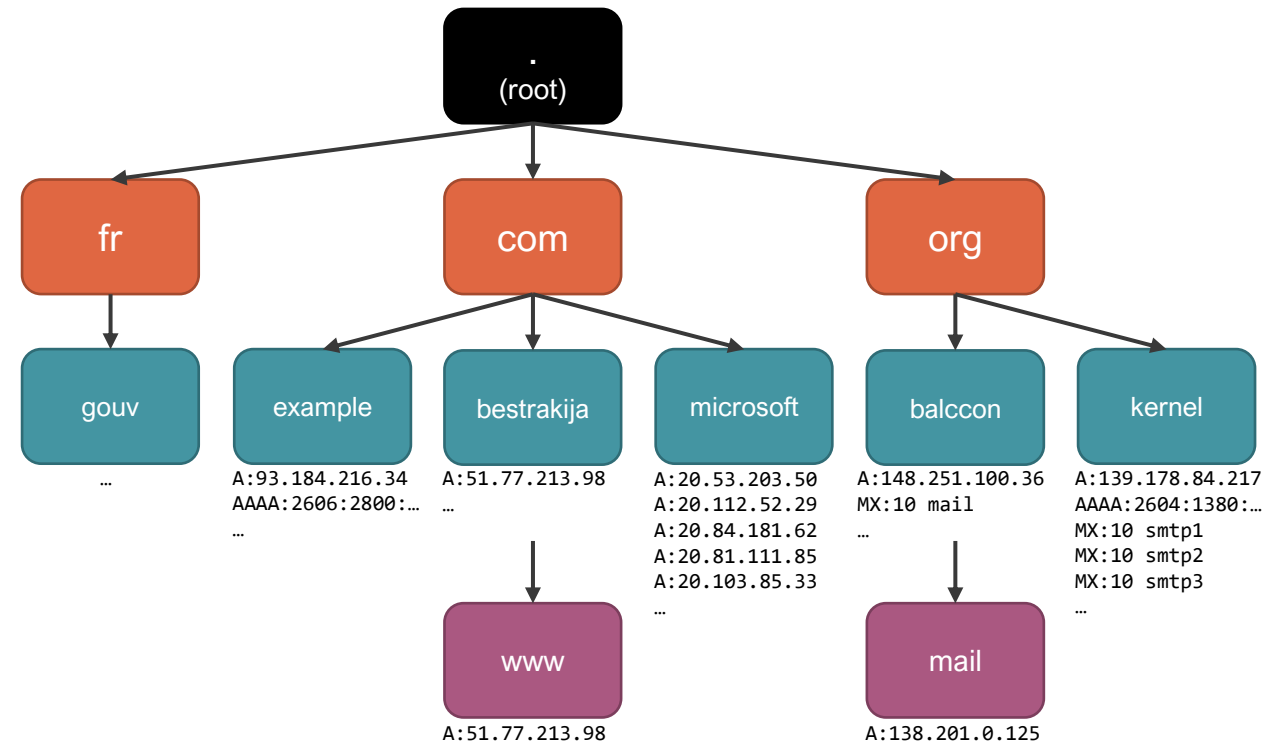 .
(root)
fr
com
org
gouv
example
bestrakija
microsoft
balccon
kernel
…
A:93.184.216.34
AAAA:2606:2800:…
…
A:51.77.213.98
…
A:20.53.203.50
A:20.112.52.29
A:20.84.181.62
A:20.81.111.85
A:20.103.85.33
…
A:148.251.100.36
MX:10 mail
…
A:139.178.84.217
AAAA:2604:1380:…
MX:10 smtp1
MX:10 smtp2
MX:10 smtp3
…
www
mail
A:51.77.213.98
A:138.201.0.125